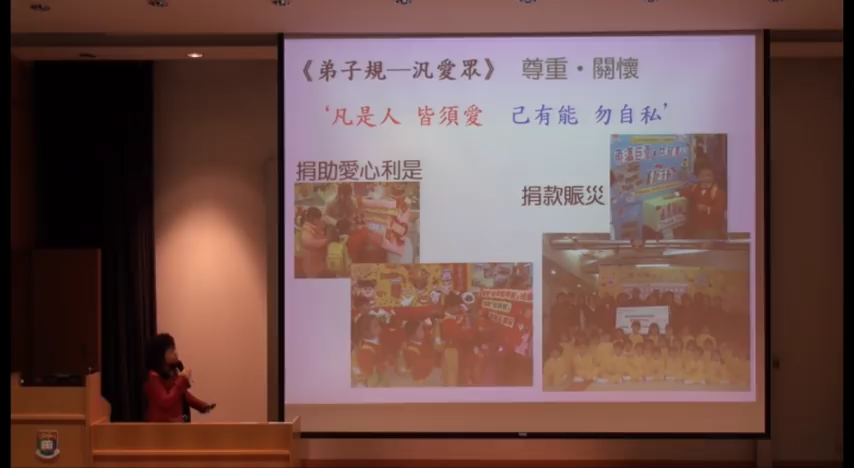 《弟子規—汎愛眾》 尊重·關懷
‘凡是人 皆須愛 己有能 勿自私’
捐助愛心利是
捐款賑災